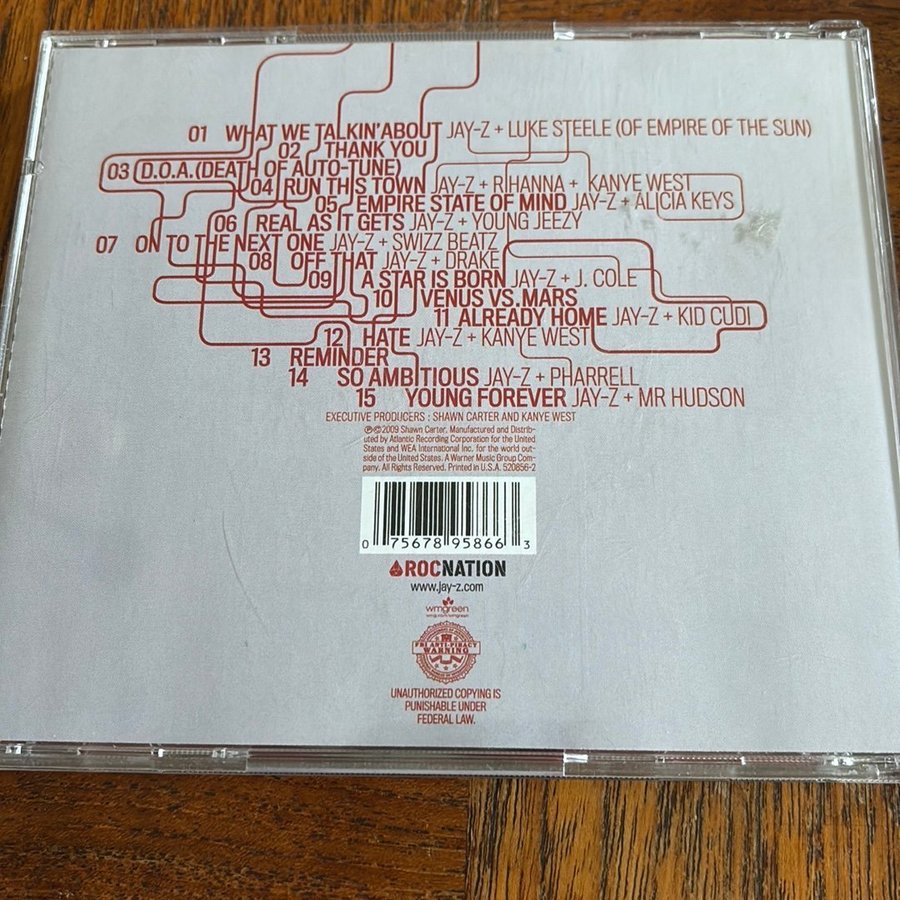 01 WHAT WE TALKIN' ABOUT JAY-Z + LUKE STEELE (OF EMPIRE OF THE SUN)
02 THANK YOU
03 D.O.A. (DEATH OF AUTO-TUNE)
04 RUN THIS TOWN JAY-Z + RIHANNA + KANYE WEST
05 EMPIRE STATE OF MIND JAY-Z + ALICIA KEYS
06 REAL AS IT GETS JAY-Z + YOUNG JEEZY
07 ON TO THE NEXT ONE JAY-Z + SWIZZ BEATZ
08 OFF THAT JAY-Z + DRAKE
09 A STAR IS BORN JAY-Z + J. COLE
10 VENUS VS. MARS
11 ALREADY HOME JAY-Z + KID CUDI
12 HATE JAY-Z + KANYE WEST
13 REMINDER
14 SO AMBITIOUS JAY-Z + PHARRELL
15 YOUNG FOREVER JAY-Z + MR HUDSON
EXECUTIVE PRODUCERS : SHAWN CARTER AND KANYE WEST
℗©2009 Shawn Carter. Manufactured and Distrib-
uted by Atlantic Recording Corporation for the United
States and WEA International Inc. for the world out-
side of the United States. A Warner Music Group Com-
pany. All Rights Reserved. Printed in U.S.A. 520856-2
0 75678 95866 3
ROCNATION
www.jay-z.com
wmgreen
FBI ANTI-PIRACY
WARNING
UNAUTHORIZED COPYING IS
PUNISHABLE UNDER
FEDERAL LAW.